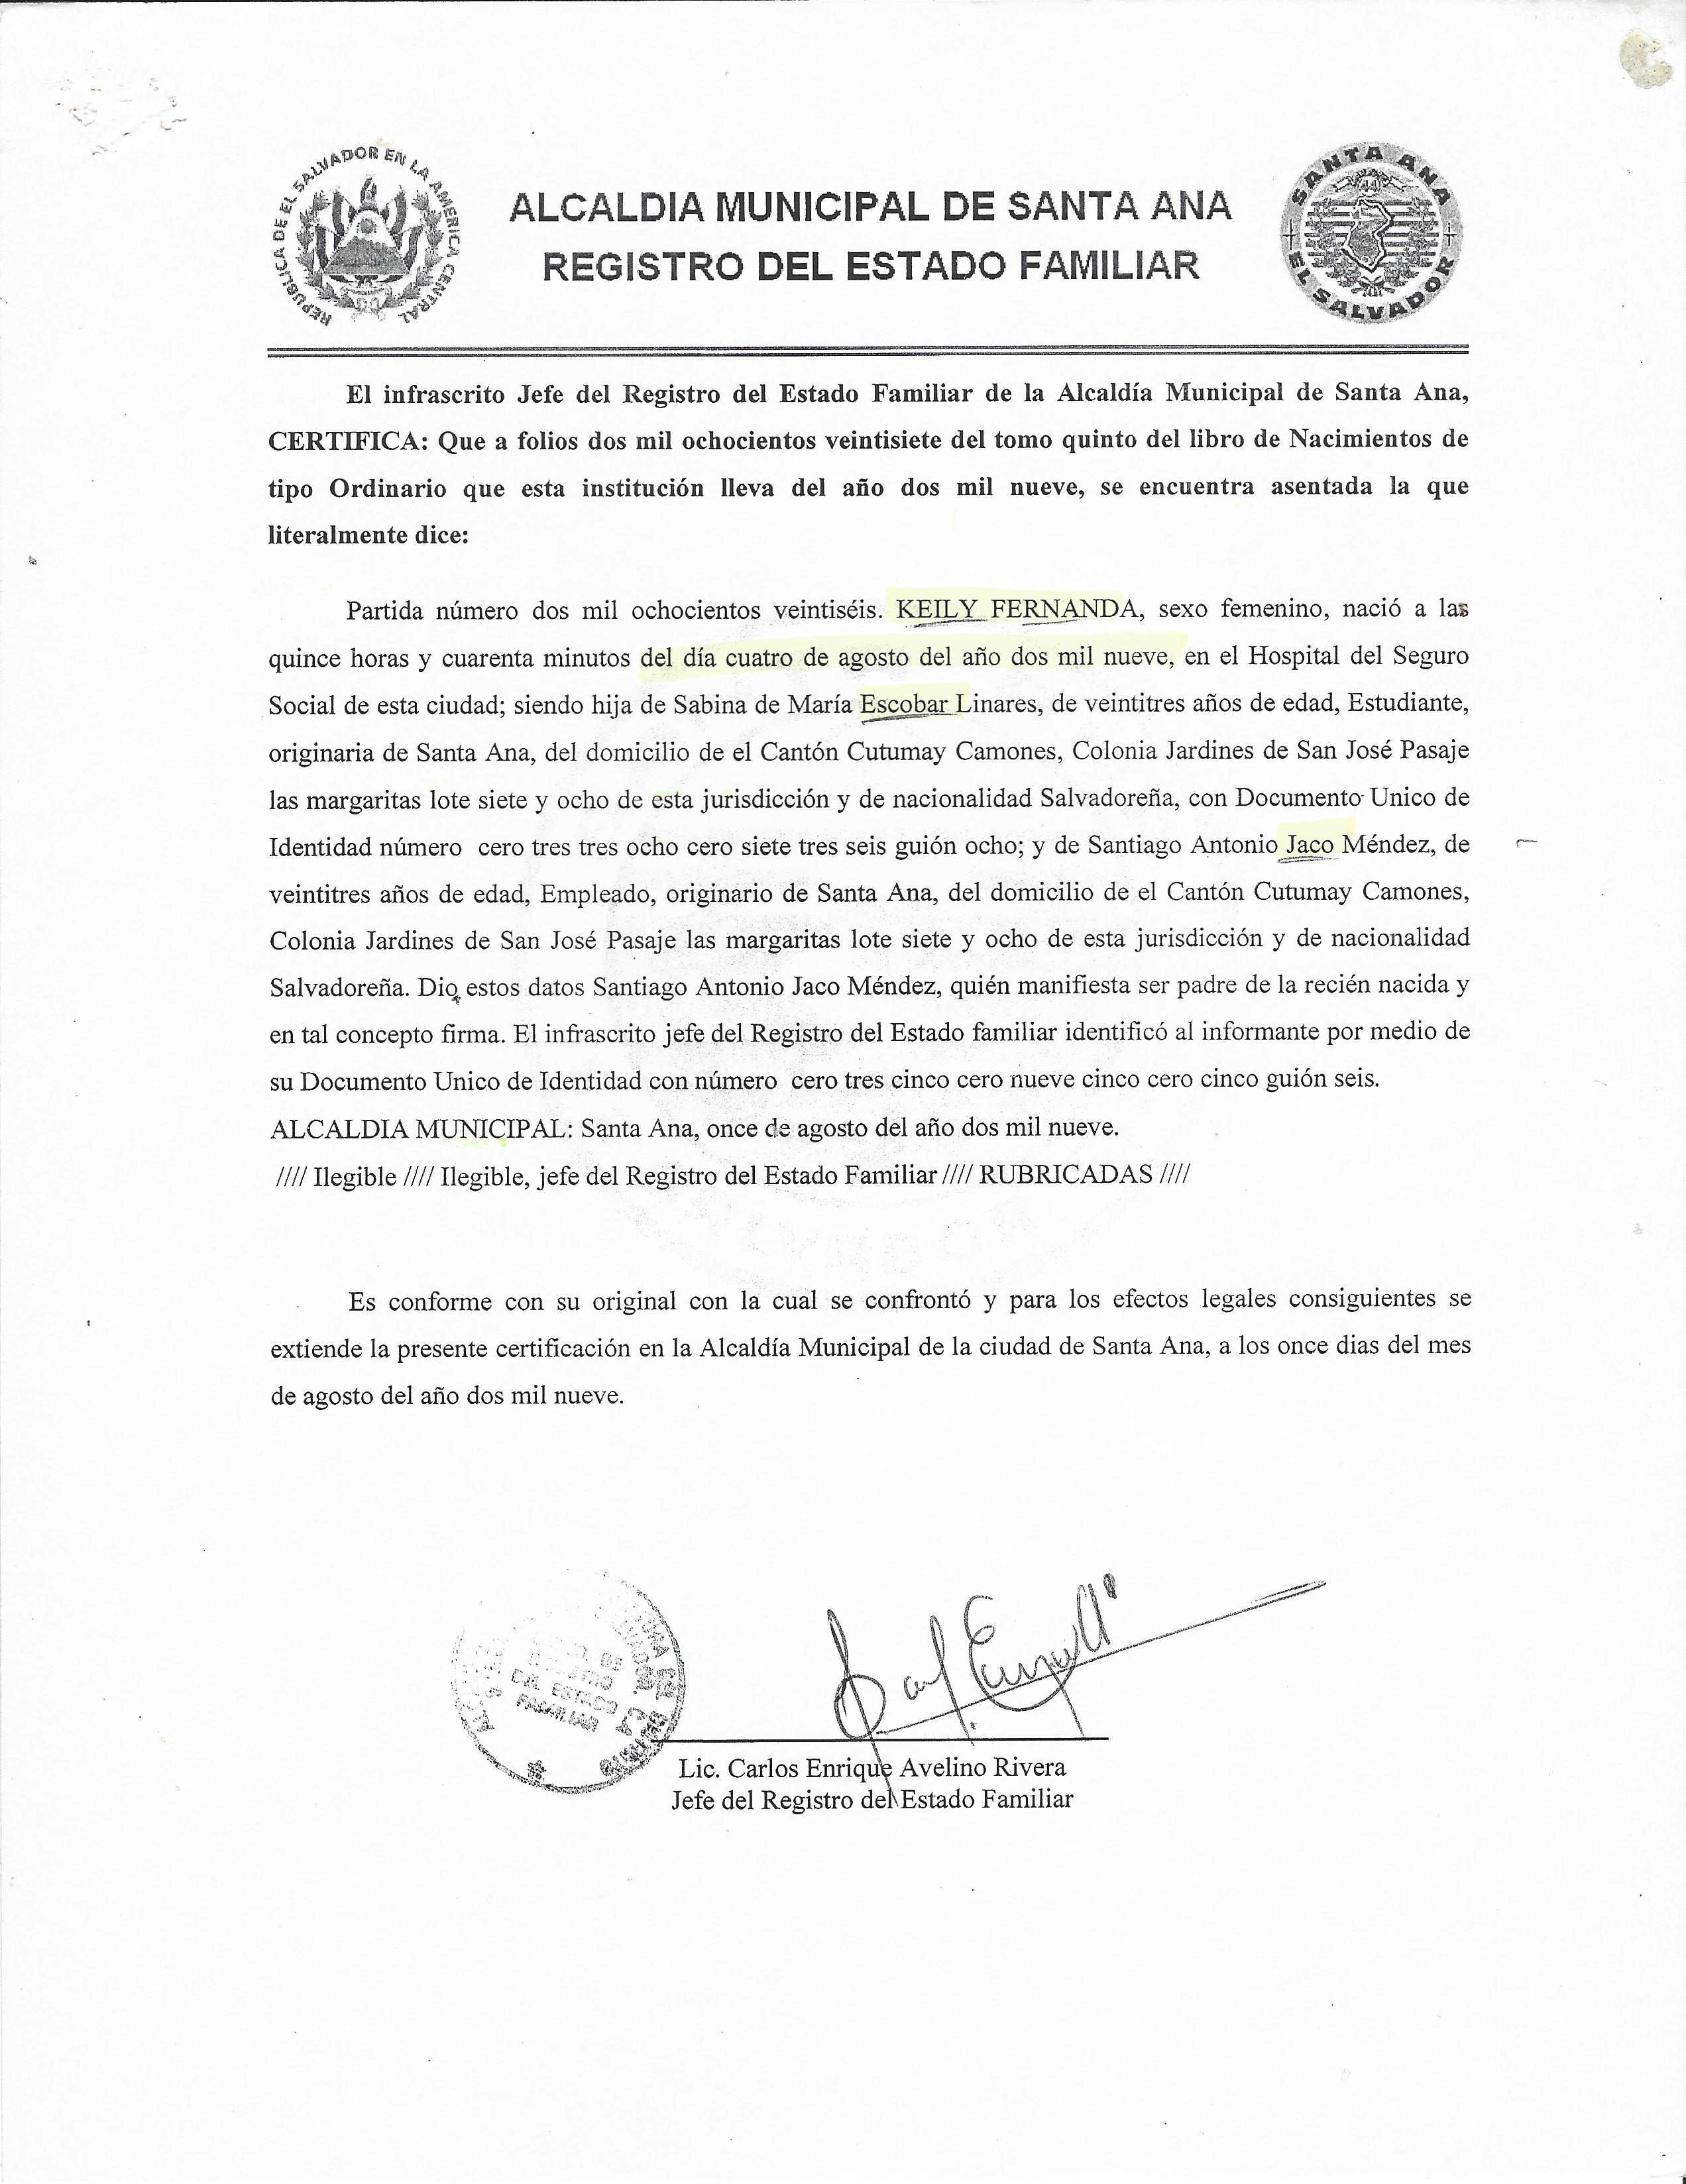 REPUBLICA DE EL SALVADOR EN LA AMERICA CENTRAL
ALCALDIA MUNICIPAL DE SANTA ANA
REGISTRO DEL ESTADO FAMILIAR
SANTA ANA
EL SALVADOR
El infrascrito Jefe del Registro del Estado Familiar de la Alcaldía Municipal de Santa Ana,
CERTIFICA: Que a folios dos mil ochocientos veintisiete del tomo quinto del libro de Nacimientos de
tipo Ordinario que esta institución lleva del año dos mil nueve, se encuentra asentada la que
literalmente dice:
Partida número dos mil ochocientos veintiséis. KEILY FERNANDA, sexo femenino, nació a las
quince horas y cuarenta minutos del día cuatro de agosto del año dos mil nueve, en el Hospital del Seguro
Social de esta ciudad; siendo hija de Sabina de María Escobar Linares, de veintitres años de edad, Estudiante,
originaria de Santa Ana, del domicilio de el Cantón Cutumay Camones, Colonia Jardines de San José Pasaje
las margaritas lote siete y ocho de esta jurisdicción y de nacionalidad Salvadoreña, con Documento Unico de
Identidad número cero tres tres ocho cero siete tres seis guión ocho; y de Santiago Antonio Jaco Méndez, de
veintitres años de edad, Empleado, originario de Santa Ana, del domicilio de el Cantón Cutumay Camones,
Colonia Jardines de San José Pasaje las margaritas lote siete y ocho de esta jurisdicción y de nacionalidad
Salvadoreña. Dio estos datos Santiago Antonio Jaco Méndez, quién manifiesta ser padre de la recién nacida y
en tal concepto firma. El infrascrito jefe del Registro del Estado familiar identificó al informante por medio de
su Documento Unico de Identidad con número cero tres cinco cero nueve cinco cero cinco guión seis.
ALCALDIA MUNICIPAL: Santa Ana, once de agosto del año dos mil nueve.
//// Ilegible //// Ilegible, jefe del Registro del Estado Familiar //// RUBRICADAS ////
Es conforme con su original con la cual se confrontó y para los efectos legales consiguientes se
extiende la presente certificación en la Alcaldía Municipal de la ciudad de Santa Ana, a los once dias del mes
de agosto del año dos mil nueve.
DEL ESTADO
FAMILIAR
Lic. Carlos Enrique Avelino Rivera
Jefe del Registro del Estado Familiar